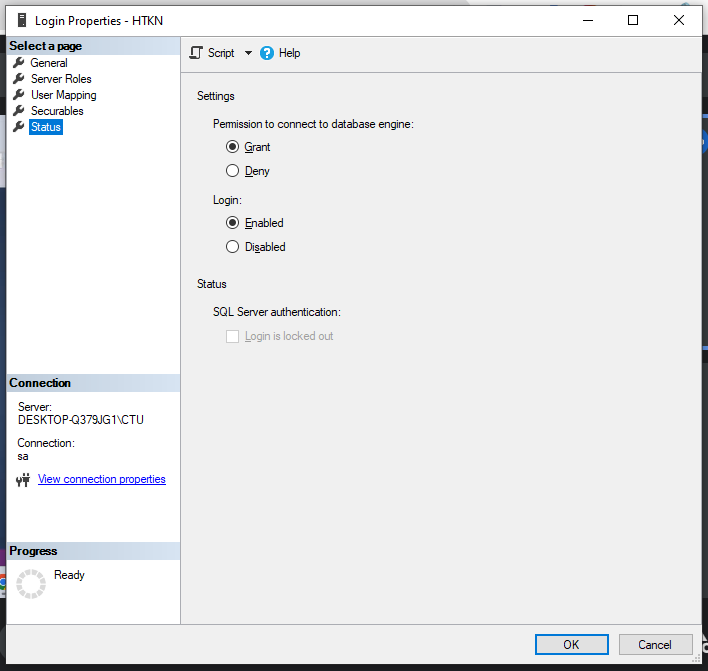 Login Properties - HTKN
Select a page
General
Server Roles
User Mapping
Securables
Status
Script
Help
Settings
Permission to connect to database engine:
Grant
Deny
Login:
Enabled
Disabled
Status
SQL Server authentication:
Login is locked out
Connection
Server:
DESKTOP-Q379JG1\CTU
Connection:
sa
View connection properties
Progress
Ready
OK
Cancel